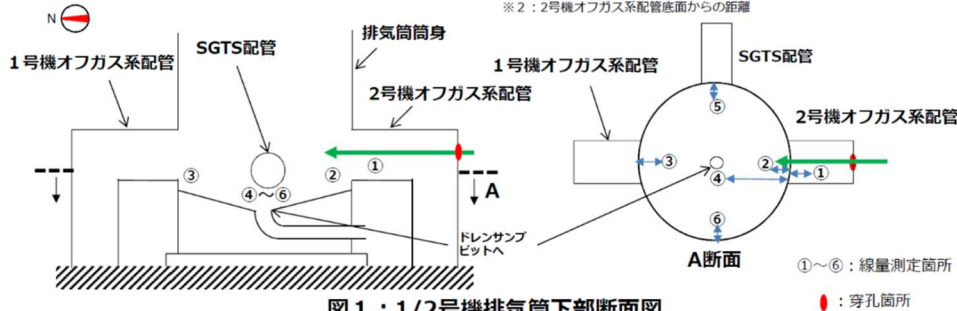 ※2：2号機オフガス系配管底面からの距離
N
排気筒筒身
SGTS配管
1号機オフガス系配管
2号機オフガス系配管
①
②
③
④～⑥
A
ドレンサンプ
ピットへ
SGTS配管
1号機オフガス系配管
2号機オフガス系配管
⑤
③
②
①
④
⑥
A断面
①～⑥：線量測定箇所
：穿孔箇所
図1：1/2号機排気筒下部断面図